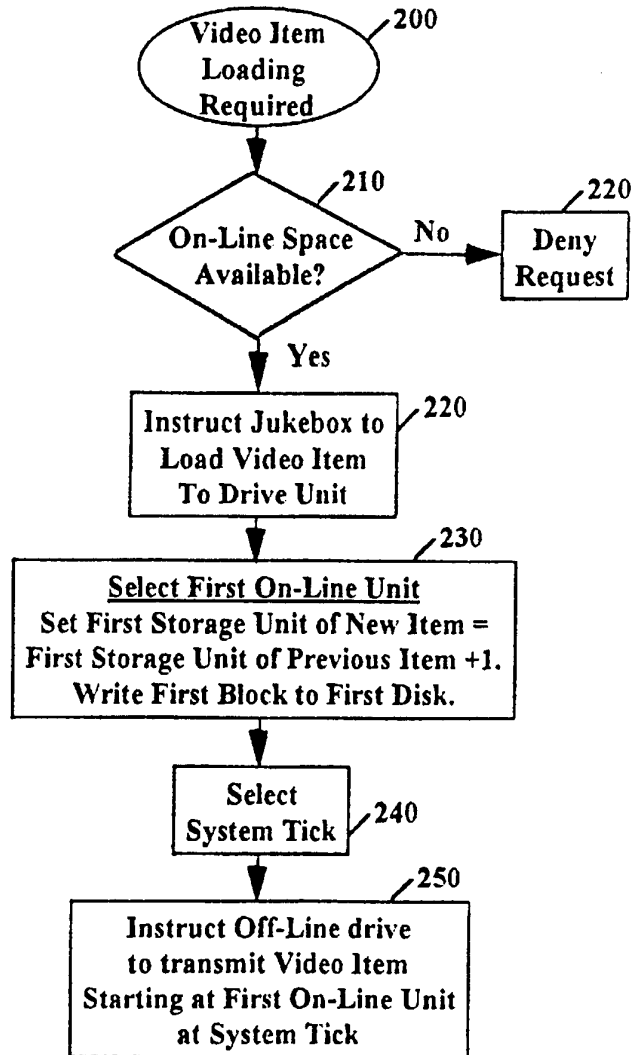 200
Video Item
Loading
Required
210
On-Line Space
Available?
No
220
Deny
Request
Yes
220
Instruct Jukebox to
Load Video Item
To Drive Unit
230
Select First On-Line Unit
Set First Storage Unit of New Item =
First Storage Unit of Previous Item +1.
Write First Block to First Disk.
Select
System Tick
240
250
Instruct Off-Line drive
to transmit Video Item
Starting at First On-Line Unit
at System Tick